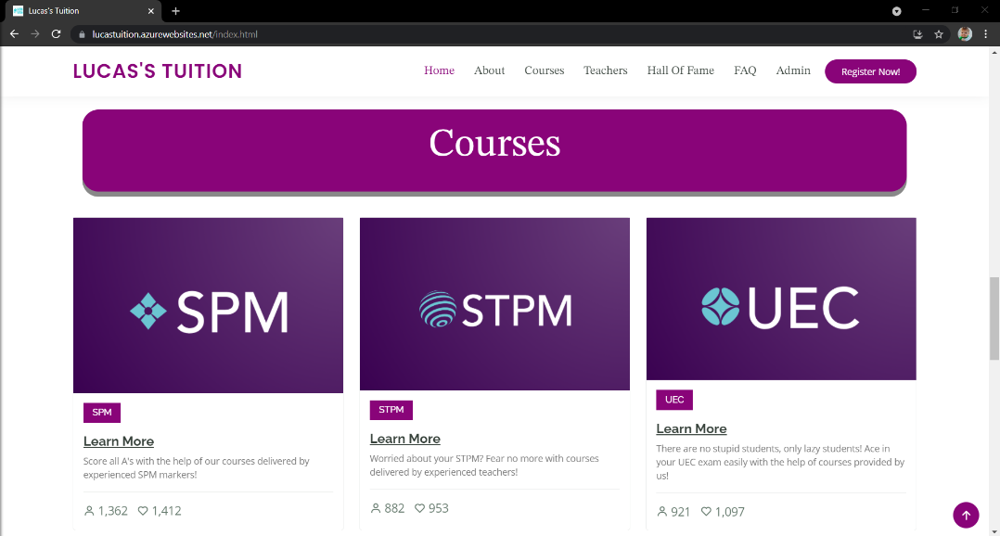 Lucas's Tuition
lucastuition.azurewebsites.net/index.html
LUCAS'S TUITION
Home About Courses Teachers Hall Of Fame FAQ Admin Register Now!
Courses
SPM
STPM
UEC
SPM
Learn More
Score all A's with the help of our courses delivered by
experienced SPM markers!
1,362 1,412
STPM
Learn More
Worried about your STPM? Fear no more with courses
delivered by experienced teachers!
882 953
UEC
Learn More
There are no stupid students, only lazy students! Ace in
your UEC exam easily with the help of courses provided by
us!
921 1,097